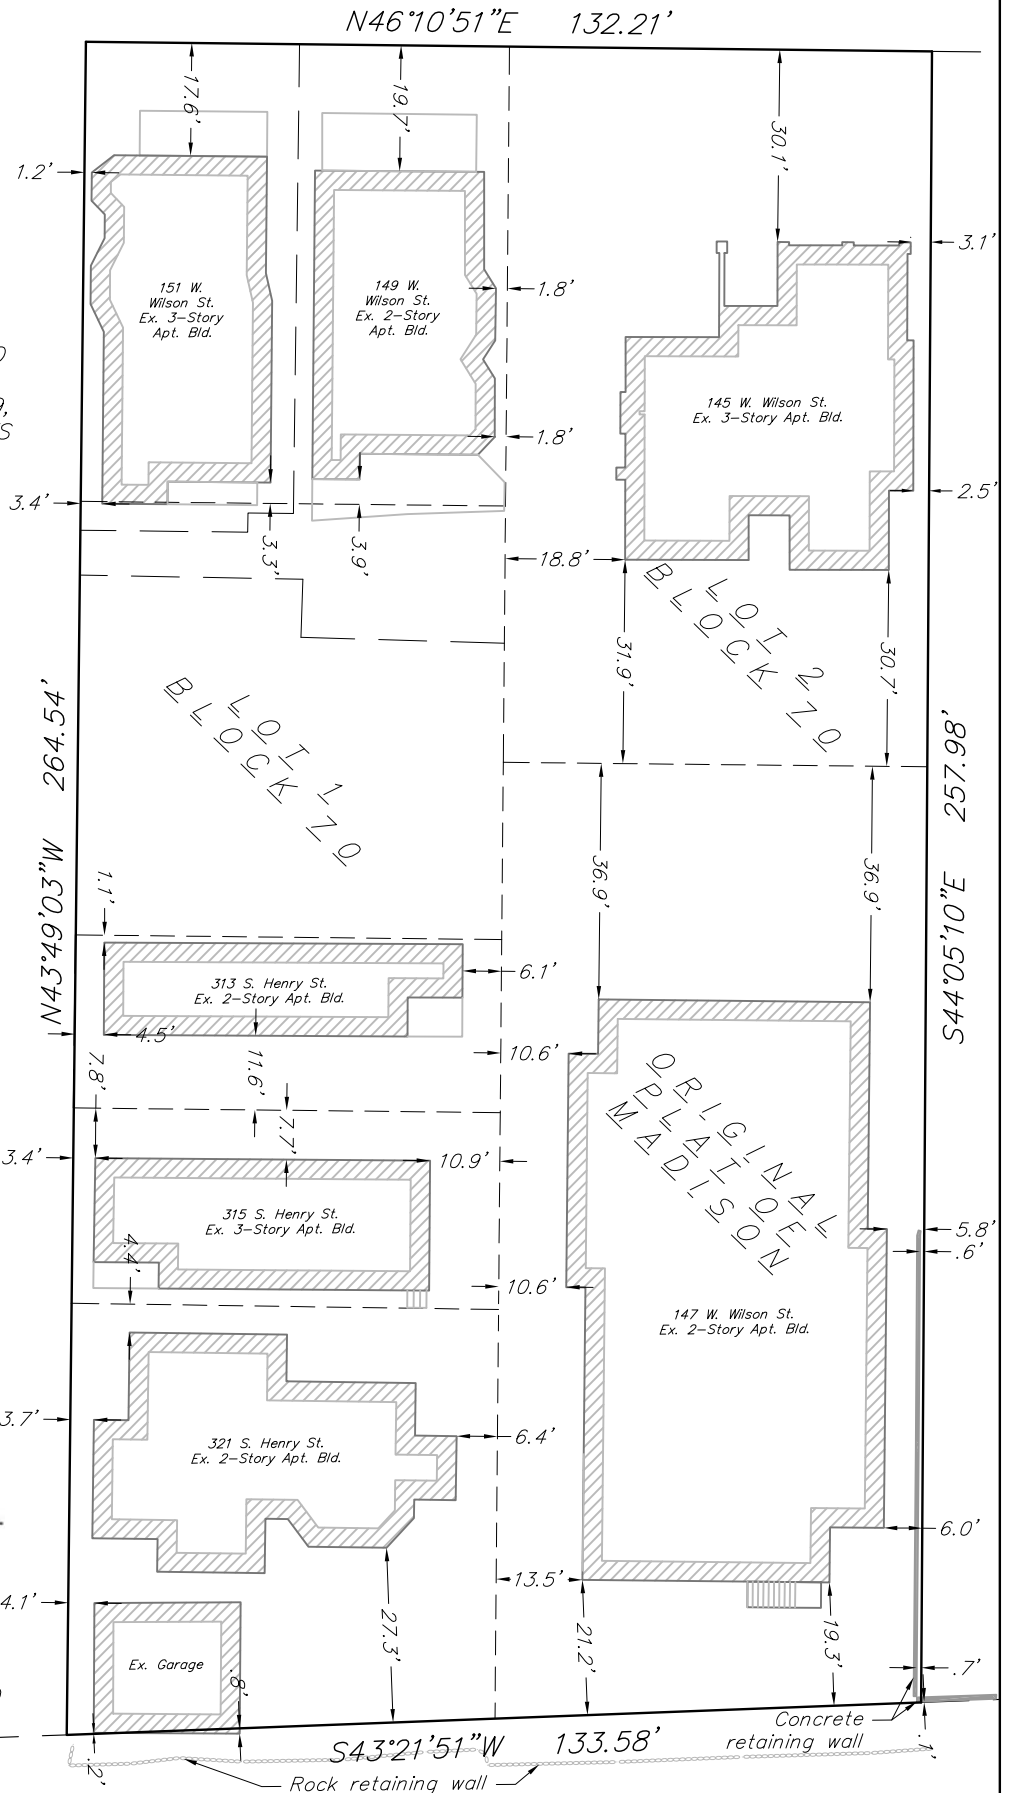 N46°10'51"E 132.21'
17.6'
19.7'
30.1'
1.2'
3.1'
151 W.
Wilson St.
Ex. 3-Story
Apt. Bld.
149 W.
Wilson St.
Ex. 2-Story
Apt. Bld.
1.8'
145 W. Wilson St.
Ex. 3-Story Apt. Bld.
1.8'
3.4'
2.5'
3.3'
3.9'
18.8'
LOT 2
BLOCK 70
31.9'
30.7'
LOT 1
BLOCK 70
N43°49'03"W 264.54'
S44°05'10"E 257.98'
36.9'
36.9'
1.1'
313 S. Henry St.
Ex. 2-Story Apt. Bld.
6.1'
4.5'
10.6'
7.8'
11.6'
7.7'
ORIGINAL
PLAT OF
MADISON
3.4'
10.9'
315 S. Henry St.
Ex. 3-Story Apt. Bld.
4.4'
5.8'
.6'
10.6'
147 W. Wilson St.
Ex. 2-Story Apt. Bld.
3.7'
321 S. Henry St.
Ex. 2-Story Apt. Bld.
6.4'
6.0'
13.5'
4.1'
27.3'
21.2'
19.3'
Ex. Garage
.8'
.7'
S43°21'51"W 133.58'
Concrete
retaining wall
.1'
.2'
Rock retaining wall